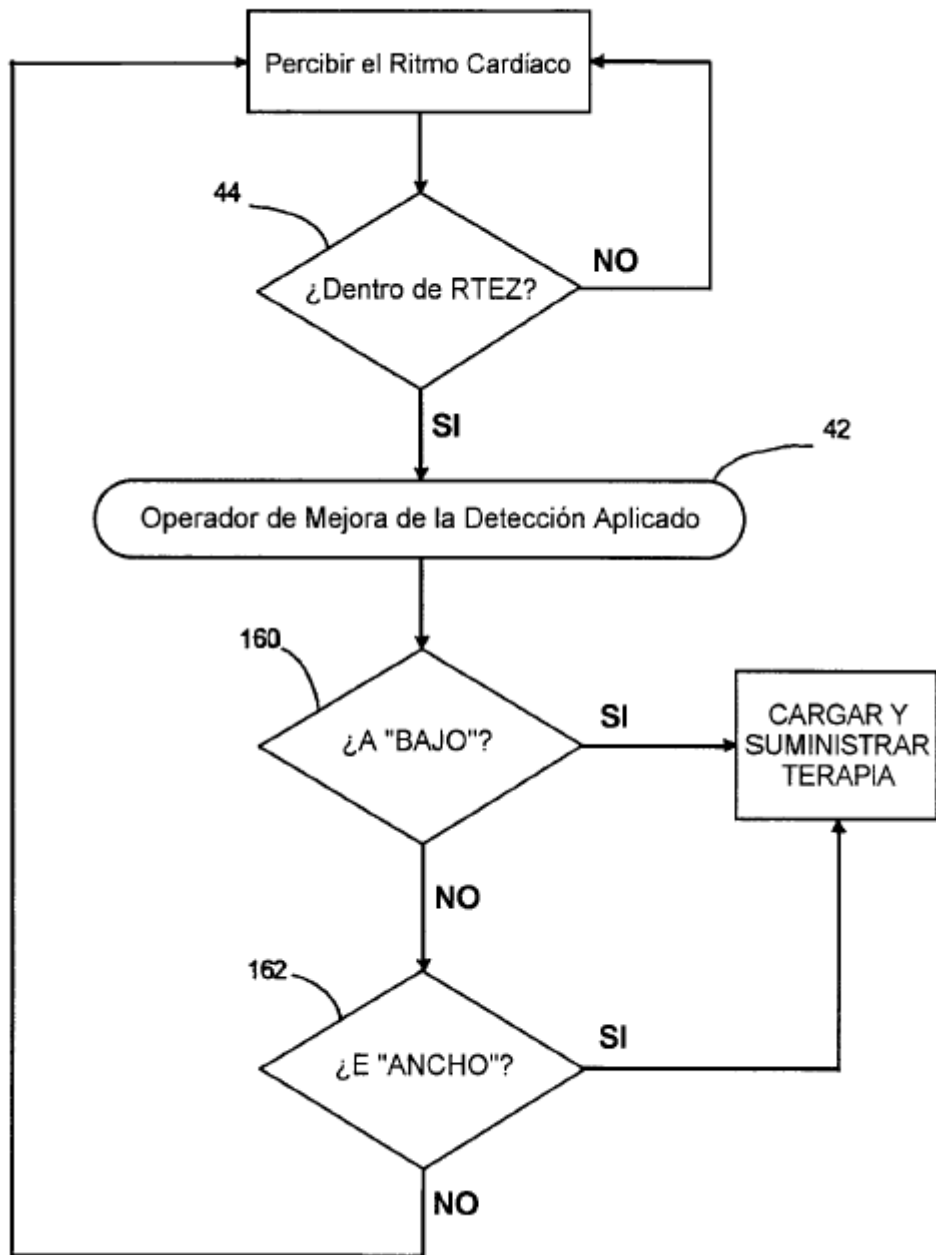 Percibir el Ritmo Cardíaco
44
¿Dentro de RTEZ?
NO
SI
42
Operador de Mejora de la Detección Aplicado
160
¿A "BAJO"?
SI
CARGAR Y
SUMINISTRAR
TERAPIA
NO
162
¿E "ANCHO"?
SI
NO